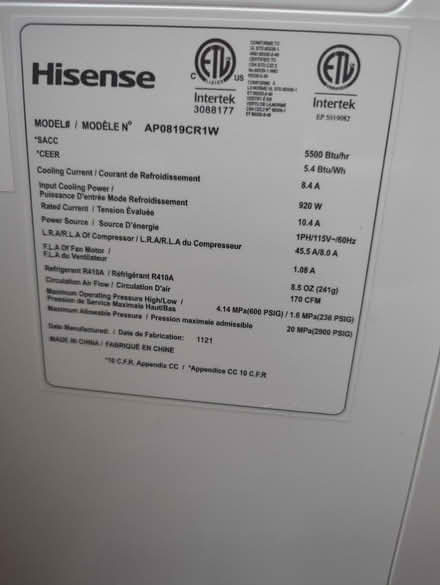 Hisense
C US
Intertek
3088177
Intertek
MODEL# / MODÈLE Nº AP0819CR1W
*SACC 5500 Btu/hr
*CEER 5.4 Btu/Wh
Cooling Current / Courant de Refroidissement 8.4 A
Input Cooling Power /
Puissance D'entrée Mode Refroidissement 920 W
Rated Current / Tension Évaluée 10.4 A
Power Source / Source D'énergie 1PH/115V~/60Hz
L.R.A/R.L.A Of Compressor / L.R.A/R.L.A du Compresseur 45.5 A/8.0 A
F.L.A Of Fan Motor /
F.L.A du Ventilateur 1.08 A
Refrigerant R410A / Réfrigérant R410A 8.5 OZ (241g)
Circulation Air Flow / Circulation D'air 170 CFM
Maximum Operating Pressure High/Low /
Pression de Service Maximale Haut/Bas 4.14 MPa(600 PSIG) / 1.6 MPa(236 PSIG)
Maximum Allowable Pressure / Pression maximale admissible 20 MPa(2900 PSIG)
Date Manufactured: / Date de Fabrication: 1121
MADE IN CHINA / FABRIQUÉ EN CHINE
*10 C.F.R. Appendix CC / *Appendice CC 10 C.F.R